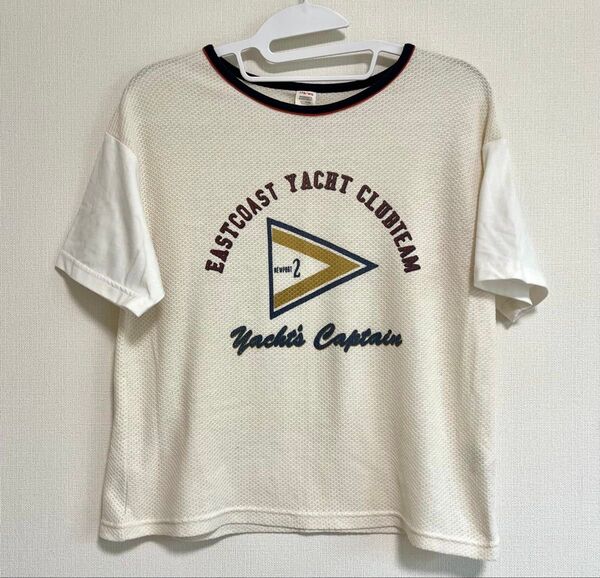 EASTCOAST YACHT CLUBTEAM
NEWPORT 2
Yacht's Captain